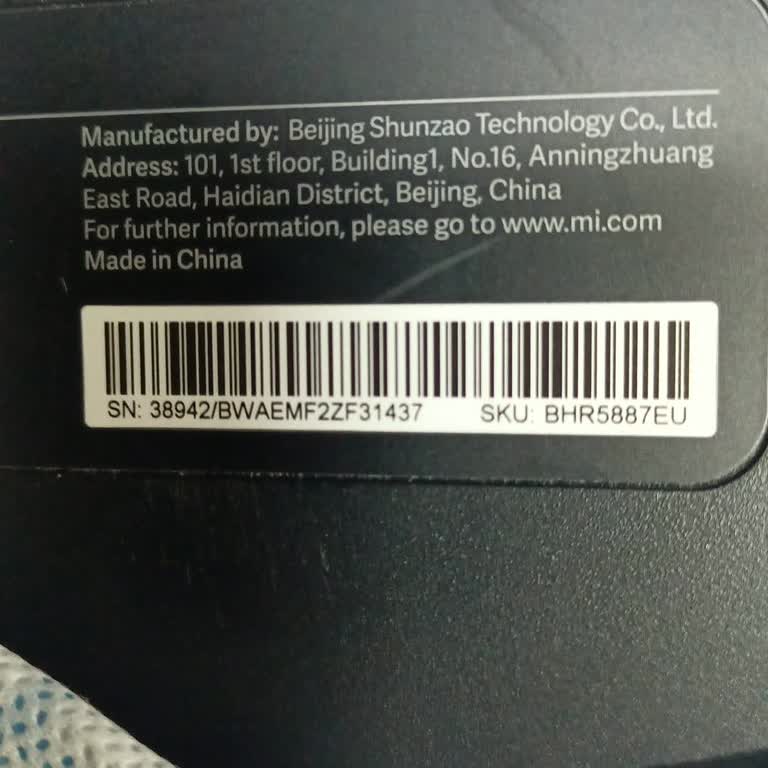 Manufactured by: Beijing Shunzao Technology Co., Ltd.
Address: 101, 1st floor, Building1, No.16, Anningzhuang
East Road, Haidian District, Beijing, China
For further information, please go to www.mi.com
Made in China
SN: 38942/BWAEMF2ZF31437 SKU: BHR5887EU